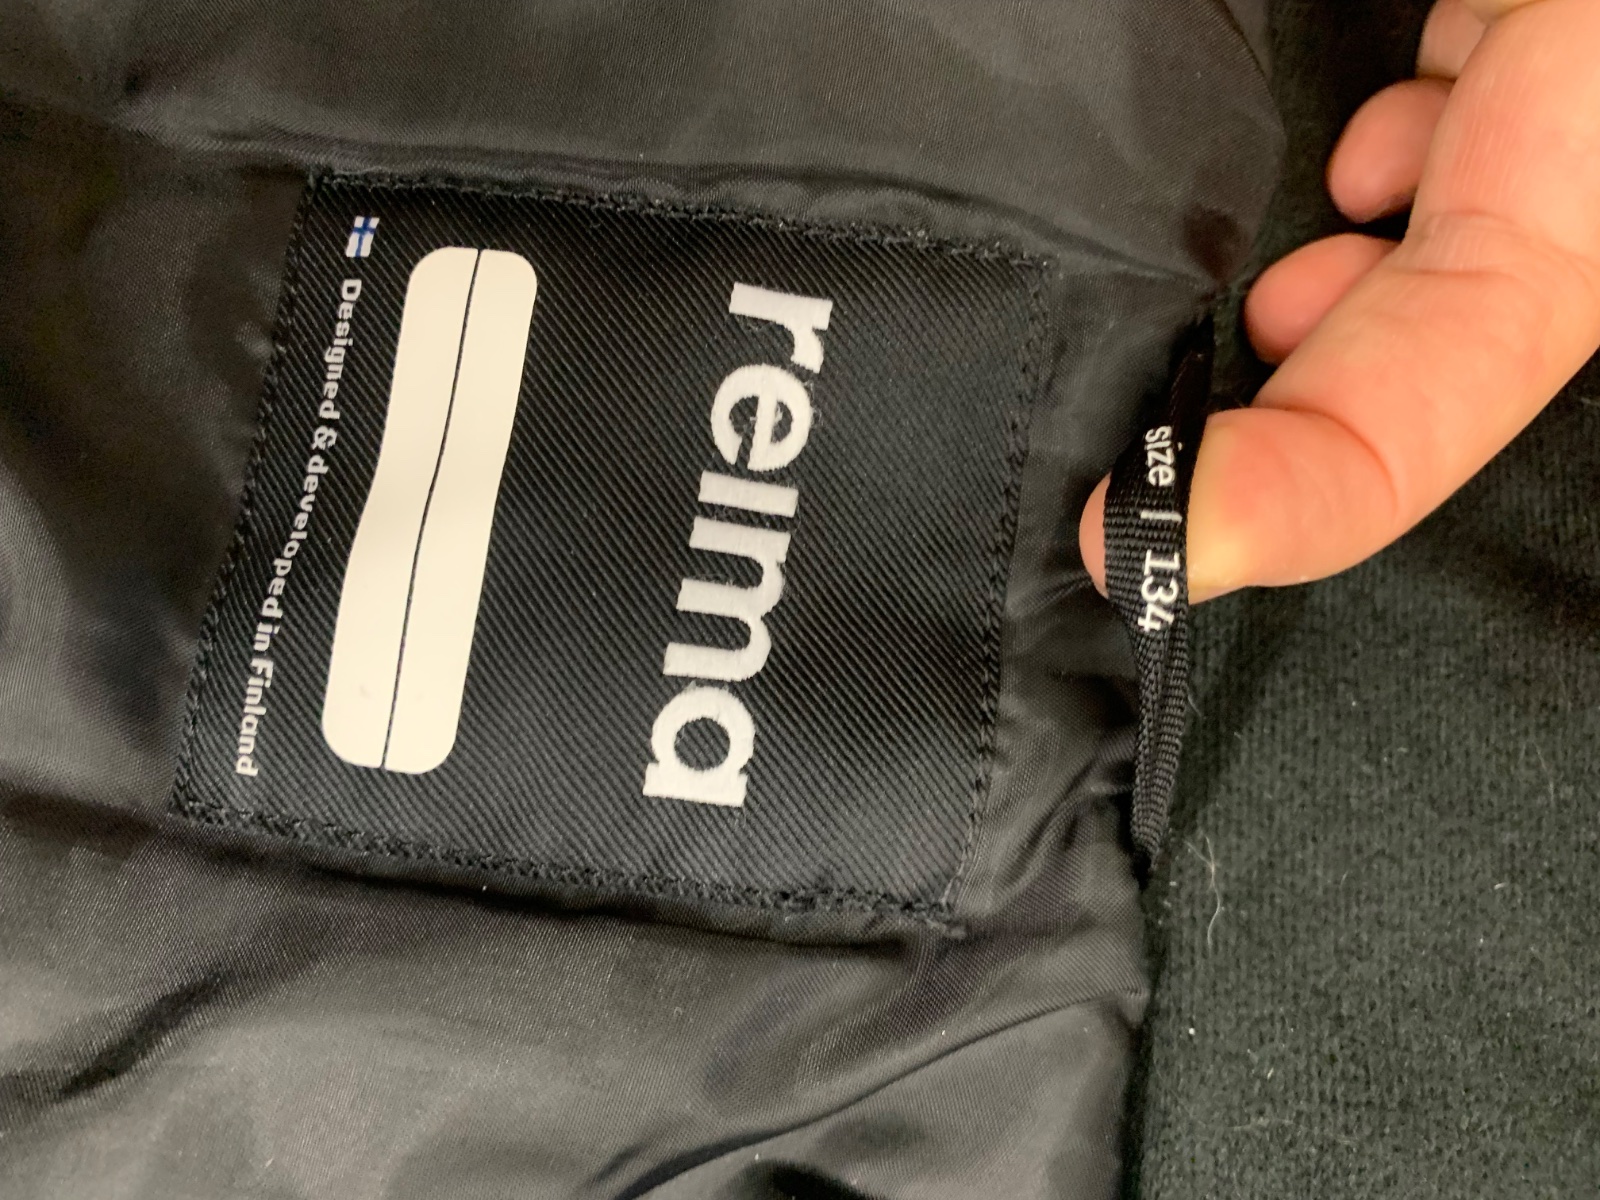 size | 134
reima
Designed & developed in Finland